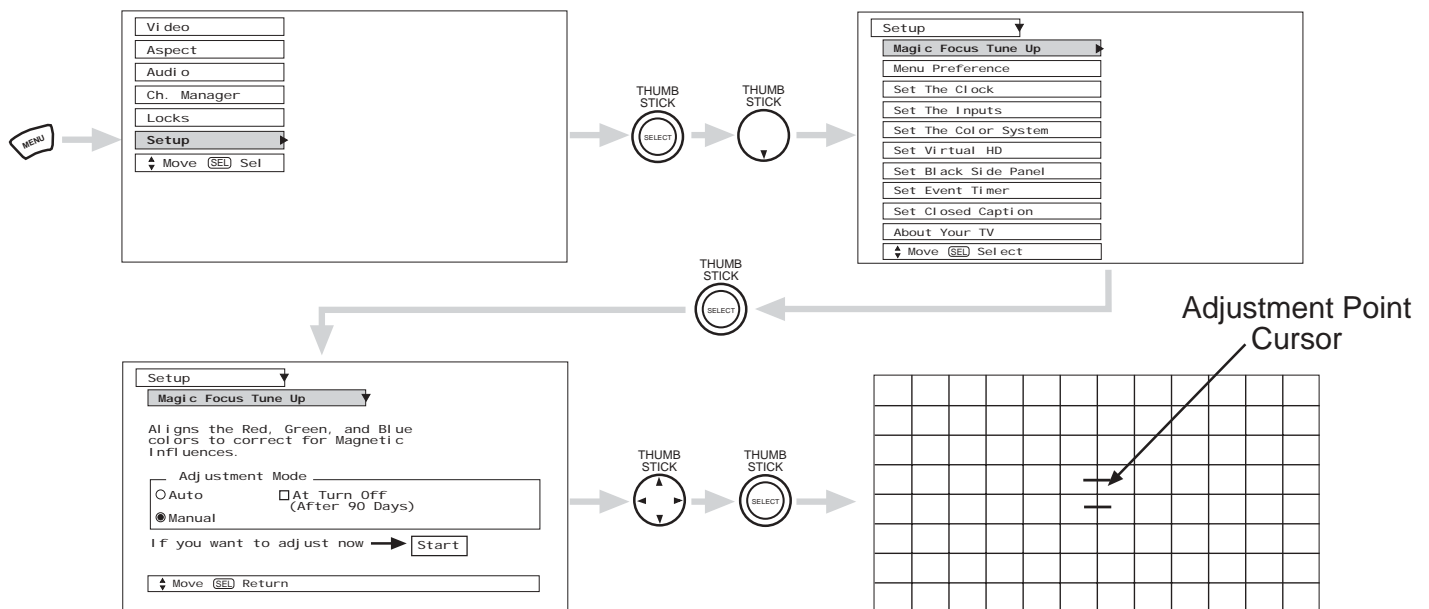 MENU
Video
Aspect
Audio
Ch. Manager
Locks
Setup
Move SEL Sel
THUMB
STICK
SELECT
THUMB
STICK
Setup
Magic Focus Tune Up
Menu Preference
Set The Clock
Set The Inputs
Set The Color System
Set Virtual HD
Set Black Side Panel
Set Event Timer
Set Closed Caption
About Your TV
Move SEL Select
THUMB
STICK
SELECT
Setup
Magic Focus Tune Up
Aligns the Red, Green, and Blue
colors to correct for Magnetic
Influences.
Adjustment Mode
Auto
At Turn Off
(After 90 Days)
Manual
If you want to adjust now
Start
Move SEL Return
THUMB
STICK
THUMB
STICK
SELECT
Adjustment Point
Cursor